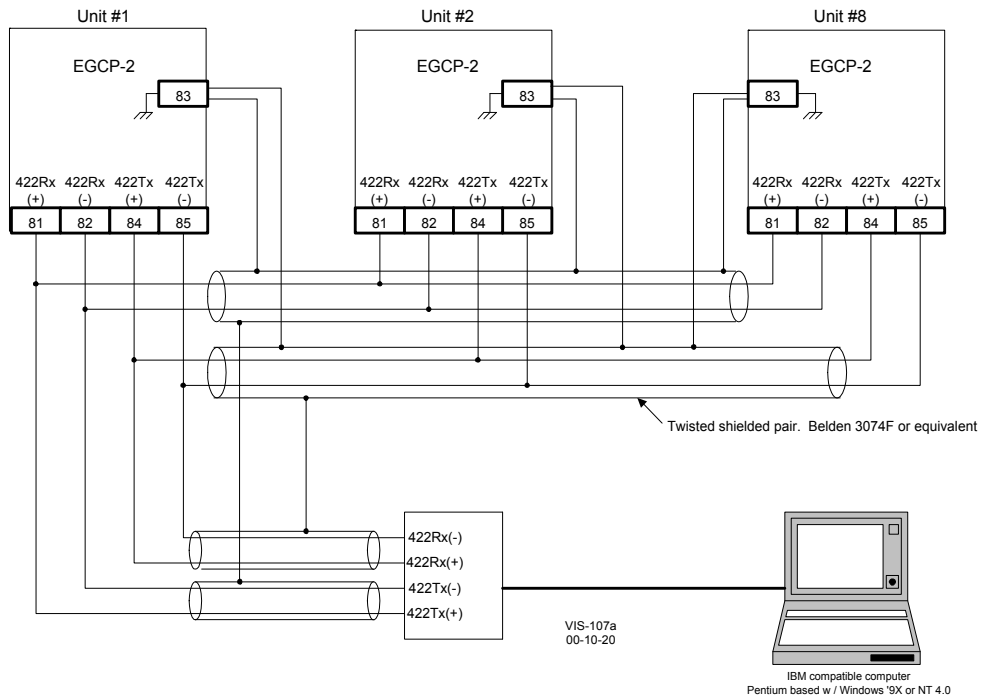 Unit #1
Unit #2
Unit #8
EGCP-2
EGCP-2
EGCP-2
83
83
83
422Rx 422Rx 422Tx 422Tx
(+) (-) (+) (-)
81 82 84 85
422Rx 422Rx 422Tx 422Tx
(+) (-) (+) (-)
81 82 84 85
422Rx 422Rx 422Tx 422Tx
(+) (-) (+) (-)
81 82 84 85
Twisted shielded pair. Belden 3074F or equivalent
422Rx(-)
422Rx(+)
422Tx(-)
422Tx(+)
VIS-107a
00-10-20
IBM compatible computer
Pentium based w / Windows '9X or NT 4.0